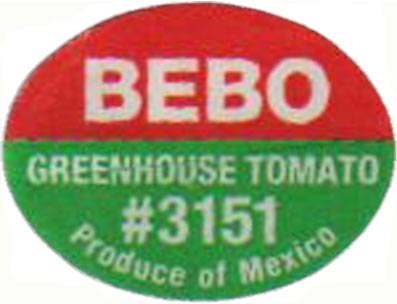 BEBO
GREENHOUSE TOMATO
#3151
Produce of Mexico